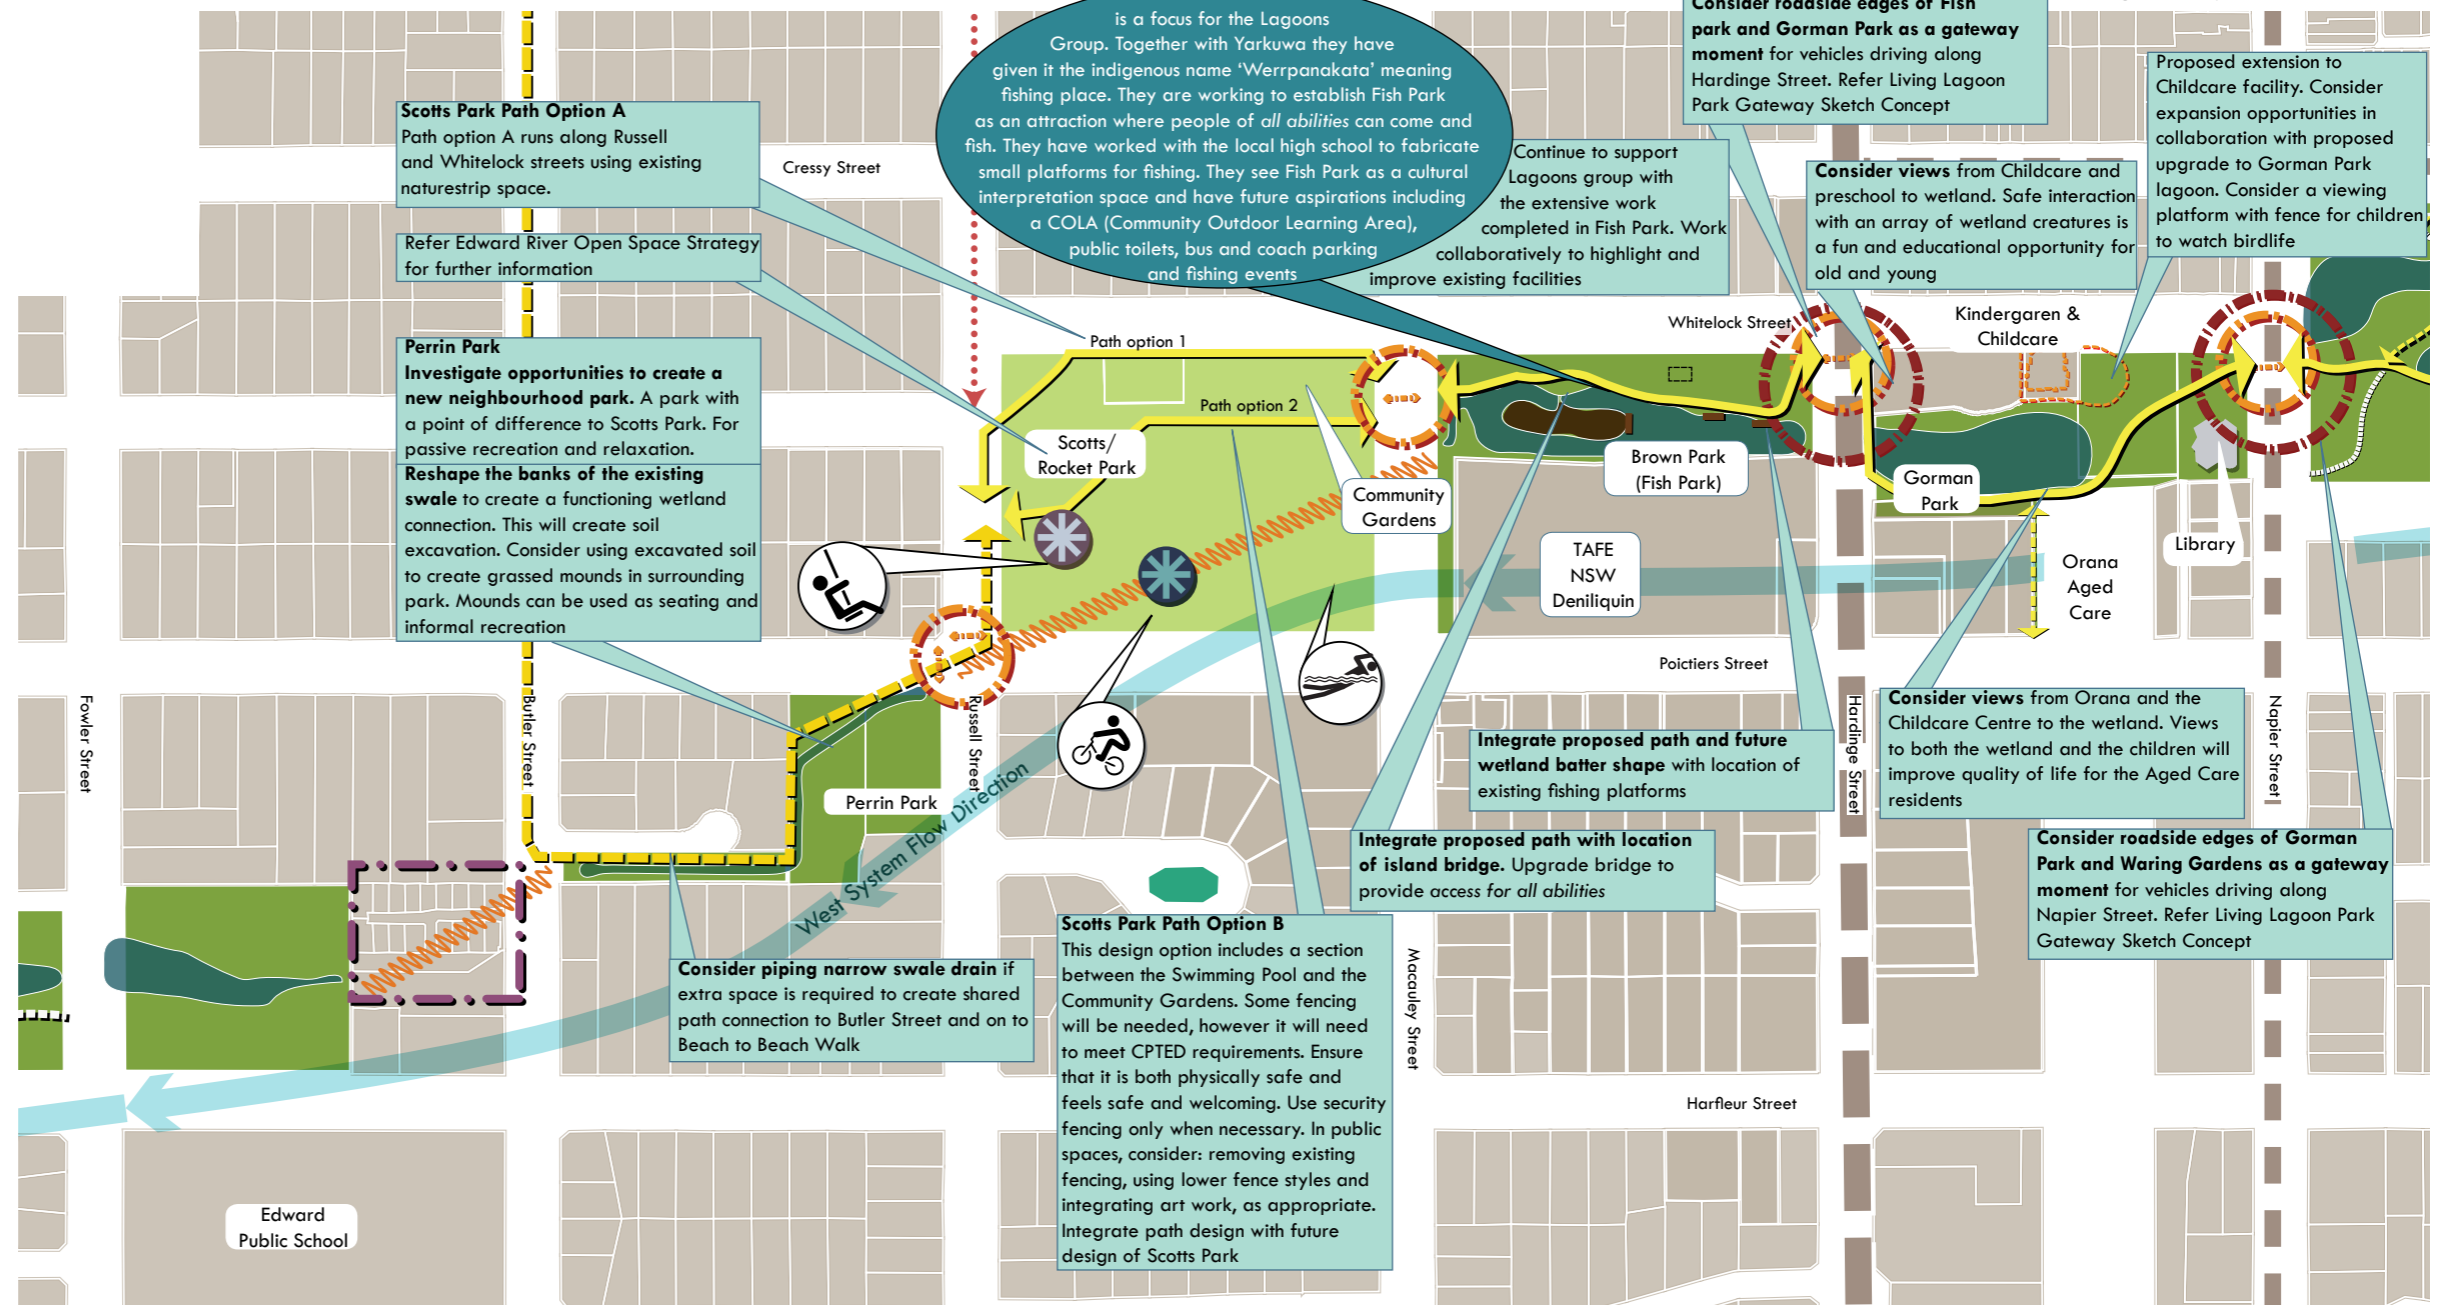 is a focus for the Lagoons
Group. Together with Yarkuwa they have
given it the indigenous name ‘Werrpanakata’ meaning
fishing place. They are working to establish Fish Park
as an attraction where people of all abilities can come and
fish. They have worked with the local high school to fabricate
small platforms for fishing. They see Fish Park as a cultural
interpretation space and have future aspirations including
a COLA (Community Outdoor Learning Area),
public toilets, bus and coach parking
and fishing events
Consider roadside edges of Fish
park and Gorman Park as a gateway
moment for vehicles driving along
Hardinge Street. Refer Living Lagoon
Park Gateway Sketch Concept
Proposed extension to
Childcare facility. Consider
expansion opportunities in
collaboration with proposed
upgrade to Gorman Park
lagoon. Consider a viewing
platform with fence for children
to watch birdlife
Scotts Park Path Option A
Path option A runs along Russell
and Whitelock streets using existing
naturestrip space.
Cressy Street
Continue to support
Lagoons group with
the extensive work
completed in Fish Park. Work
collaboratively to highlight and
improve existing facilities
Consider views from Childcare and
preschool to wetland. Safe interaction
with an array of wetland creatures is
a fun and educational opportunity for
old and young
Refer Edward River Open Space Strategy
for further information
Whitelock Street
Kindergaren &
Childcare
Path option 1
Path option 2
Perrin Park
Investigate opportunities to create a
new neighbourhood park. A park with
a point of difference to Scotts Park. For
passive recreation and relaxation.
Reshape the banks of the existing
swale to create a functioning wetland
connection. This will create soil
excavation. Consider using excavated soil
to create grassed mounds in surrounding
park. Mounds can be used as seating and
informal recreation
Scotts/
Rocket Park
Community
Gardens
Brown Park
(Fish Park)
Gorman
Park
TAFE
NSW
Deniliquin
Library
Orana
Aged
Care
Poictiers Street
Fowler Street
Butler Street
Russell Street
Hardinge Street
Napier Street
Perrin Park
West System Flow Direction
Integrate proposed path and future
wetland batter shape with location of
existing fishing platforms
Consider views from Orana and the
Childcare Centre to the wetland. Views
to both the wetland and the children will
improve quality of life for the Aged Care
residents
Integrate proposed path with location
of island bridge. Upgrade bridge to
provide access for all abilities
Consider roadside edges of Gorman
Park and Waring Gardens as a gateway
moment for vehicles driving along
Napier Street. Refer Living Lagoon Park
Gateway Sketch Concept
Consider piping narrow swale drain if
extra space is required to create shared
path connection to Butler Street and on to
Beach to Beach Walk
Scotts Park Path Option B
This design option includes a section
between the Swimming Pool and the
Community Gardens. Some fencing
will be needed, however it will need
to meet CPTED requirements. Ensure
that it is both physically safe and
feels safe and welcoming. Use security
fencing only when necessary. In public
spaces, consider: removing existing
fencing, using lower fence styles and
integrating art work, as appropriate.
Integrate path design with future
design of Scotts Park
Macauley Street
Harfleur Street
Edward
Public School